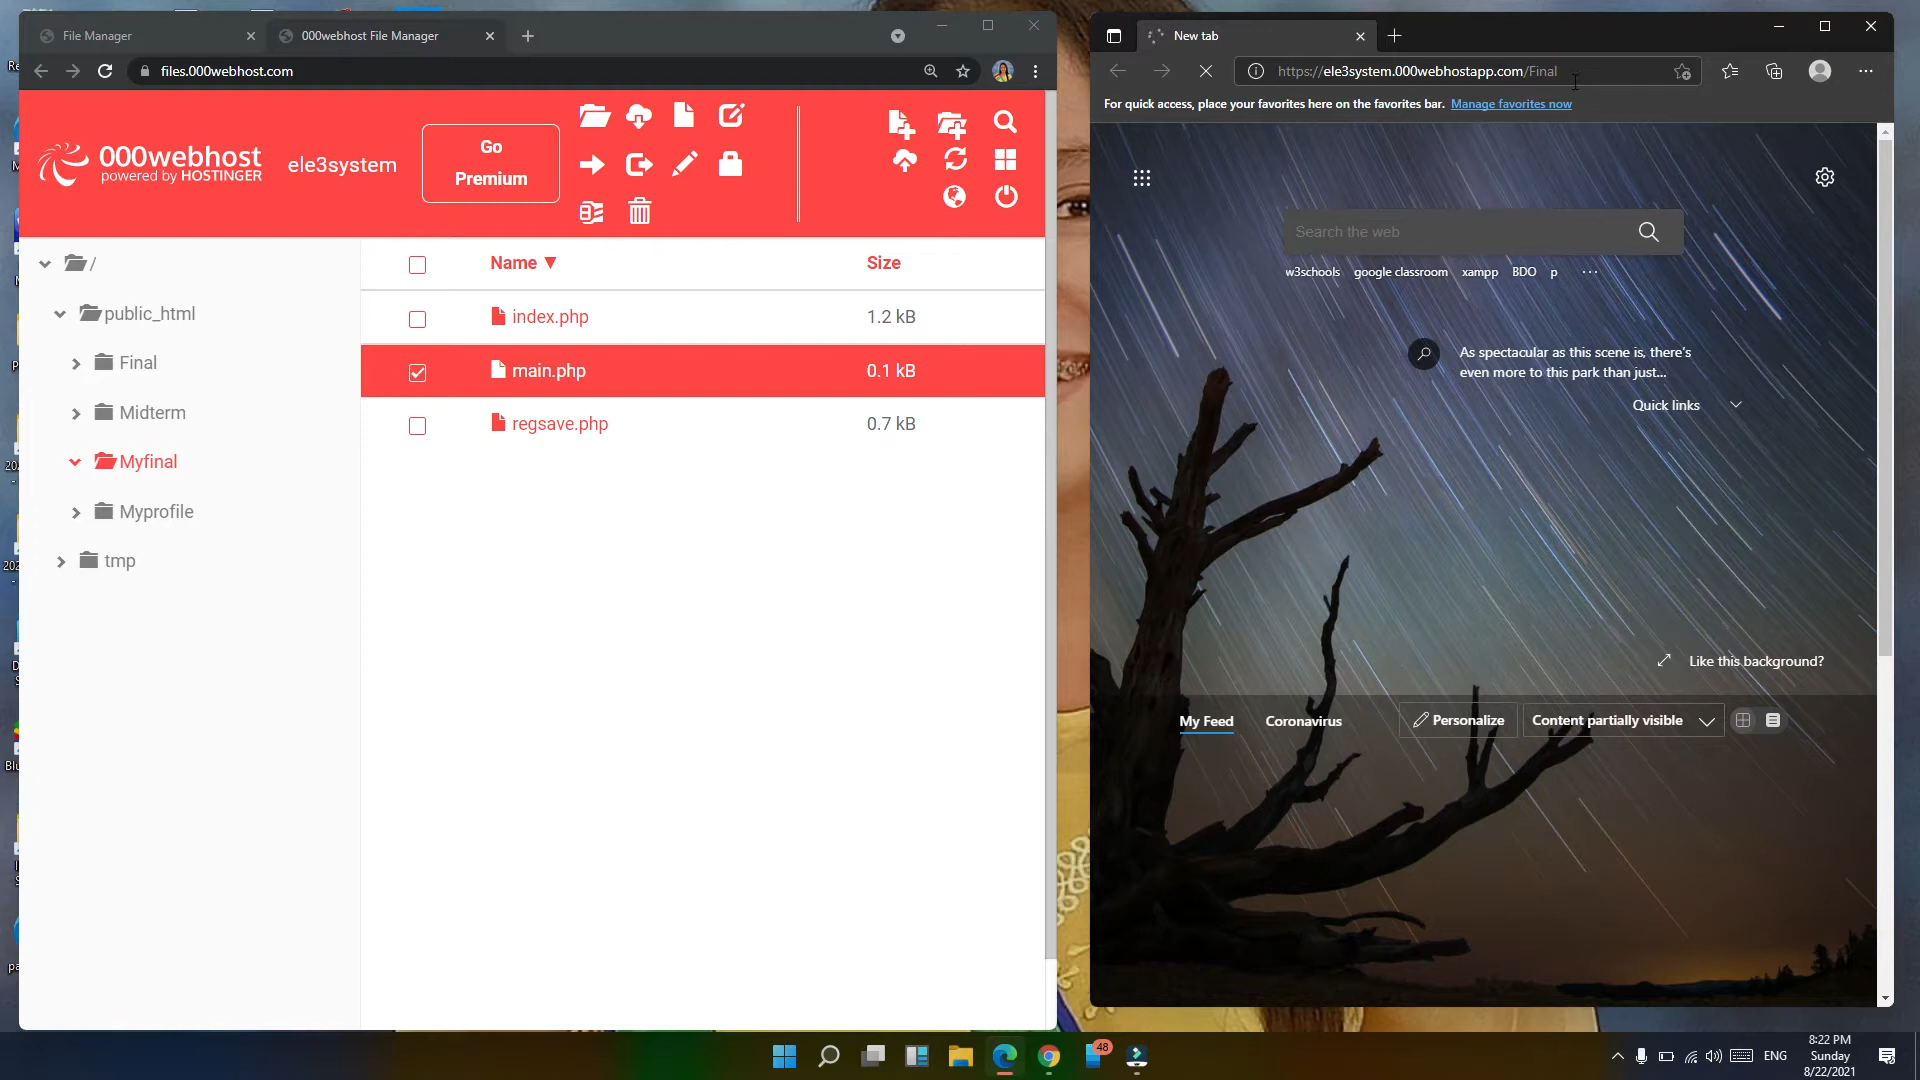 File Manager
000webhost File Manager
files.000webhost.com
000webhost
powered by HOSTINGER
ele3system
Go
Premium
/
public_html
Final
Midterm
Myfinal
Myprofile
tmp
Name ▼
Size
index.php
1.2 kB
main.php
0.1 kB
regsave.php
0.7 kB
New tab
https://ele3system.000webhostapp.com/Final
For quick access, place your favorites here on the favorites bar. Manage favorites now
Search the web
w3schools
google classroom
xampp
BDO
p
As spectacular as this scene is, there's
even more to this park than just...
Quick links
Like this background?
My Feed
Coronavirus
Personalize
Content partially visible
48
ENG
8:22 PM
Sunday
8/22/2021